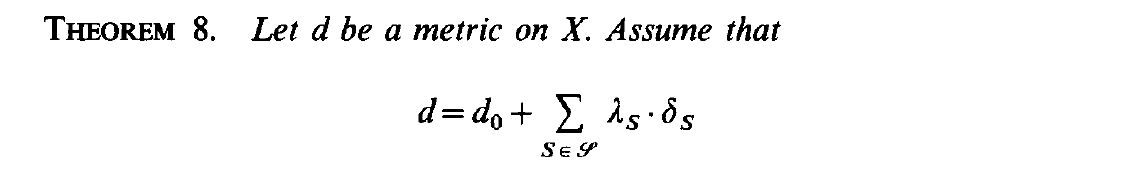 THEOREM 8. Let d be a metric on X. Assume that
d = d₀ + ∑ λ_S · δ_S
S ∈ 𝒮